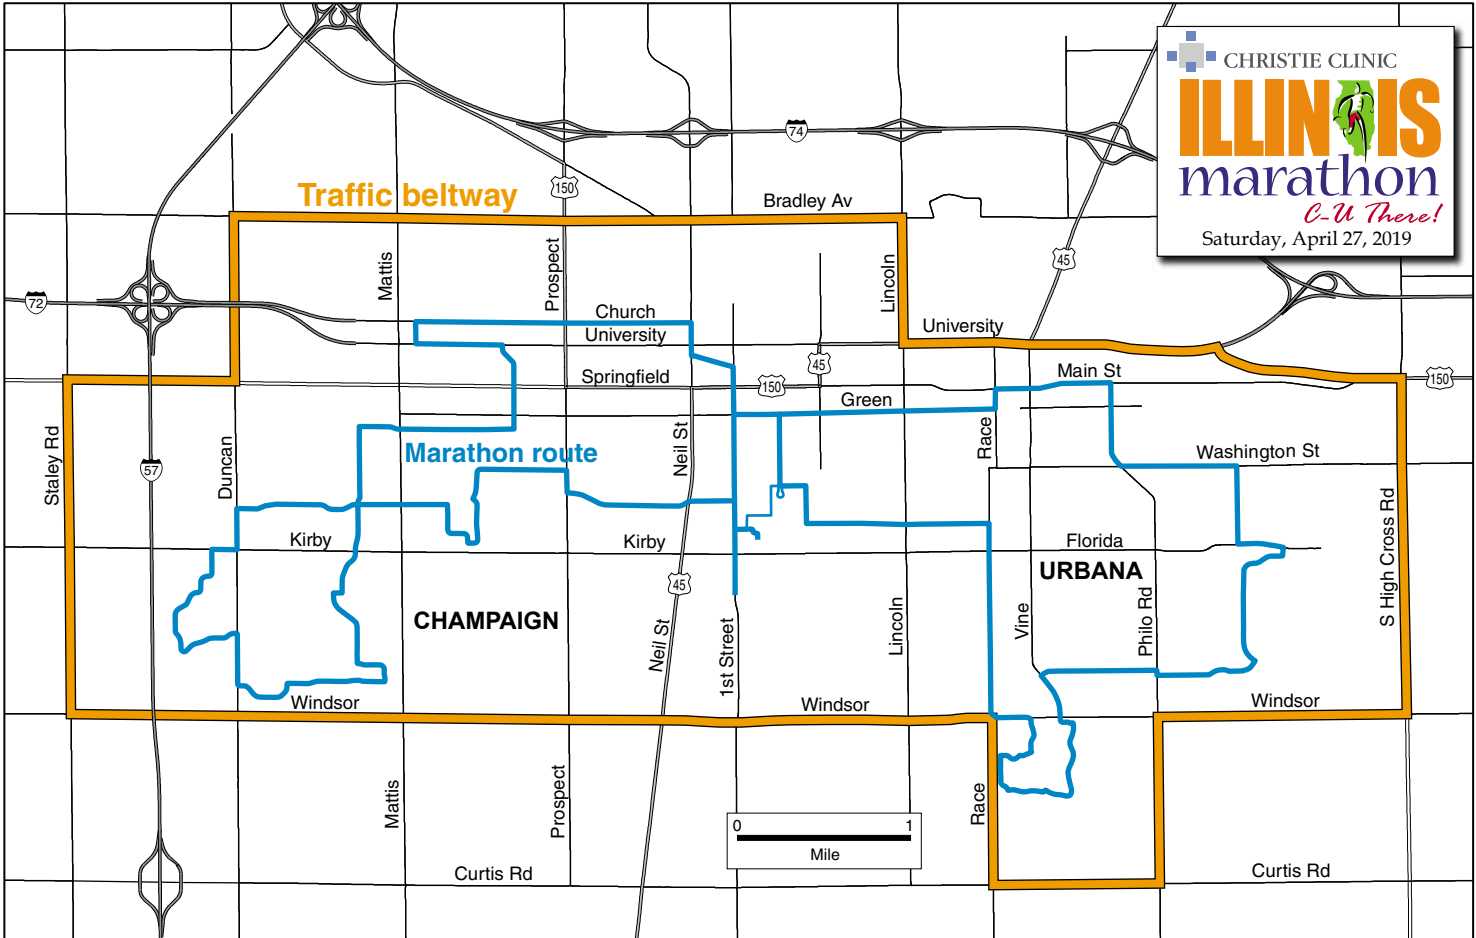 CHRISTIE CLINIC
ILLINOIS
marathon
C-U There!
Saturday, April 27, 2019
74
150
Traffic beltway
Bradley Av
45
Mattis
Prospect
Lincoln
72
Church
University
University
45
Springfield
150
Main St
150
Green
Staley Rd
57
Duncan
Marathon route
Neil St
Race
Washington St
Kirby
Kirby
Florida
S High Cross Rd
URBANA
45
CHAMPAIGN
Neil St
1st Street
Lincoln
Vine
Philo Rd
Windsor
Windsor
Windsor
Mattis
Prospect
Race
0 1
Mile
Curtis Rd
Curtis Rd